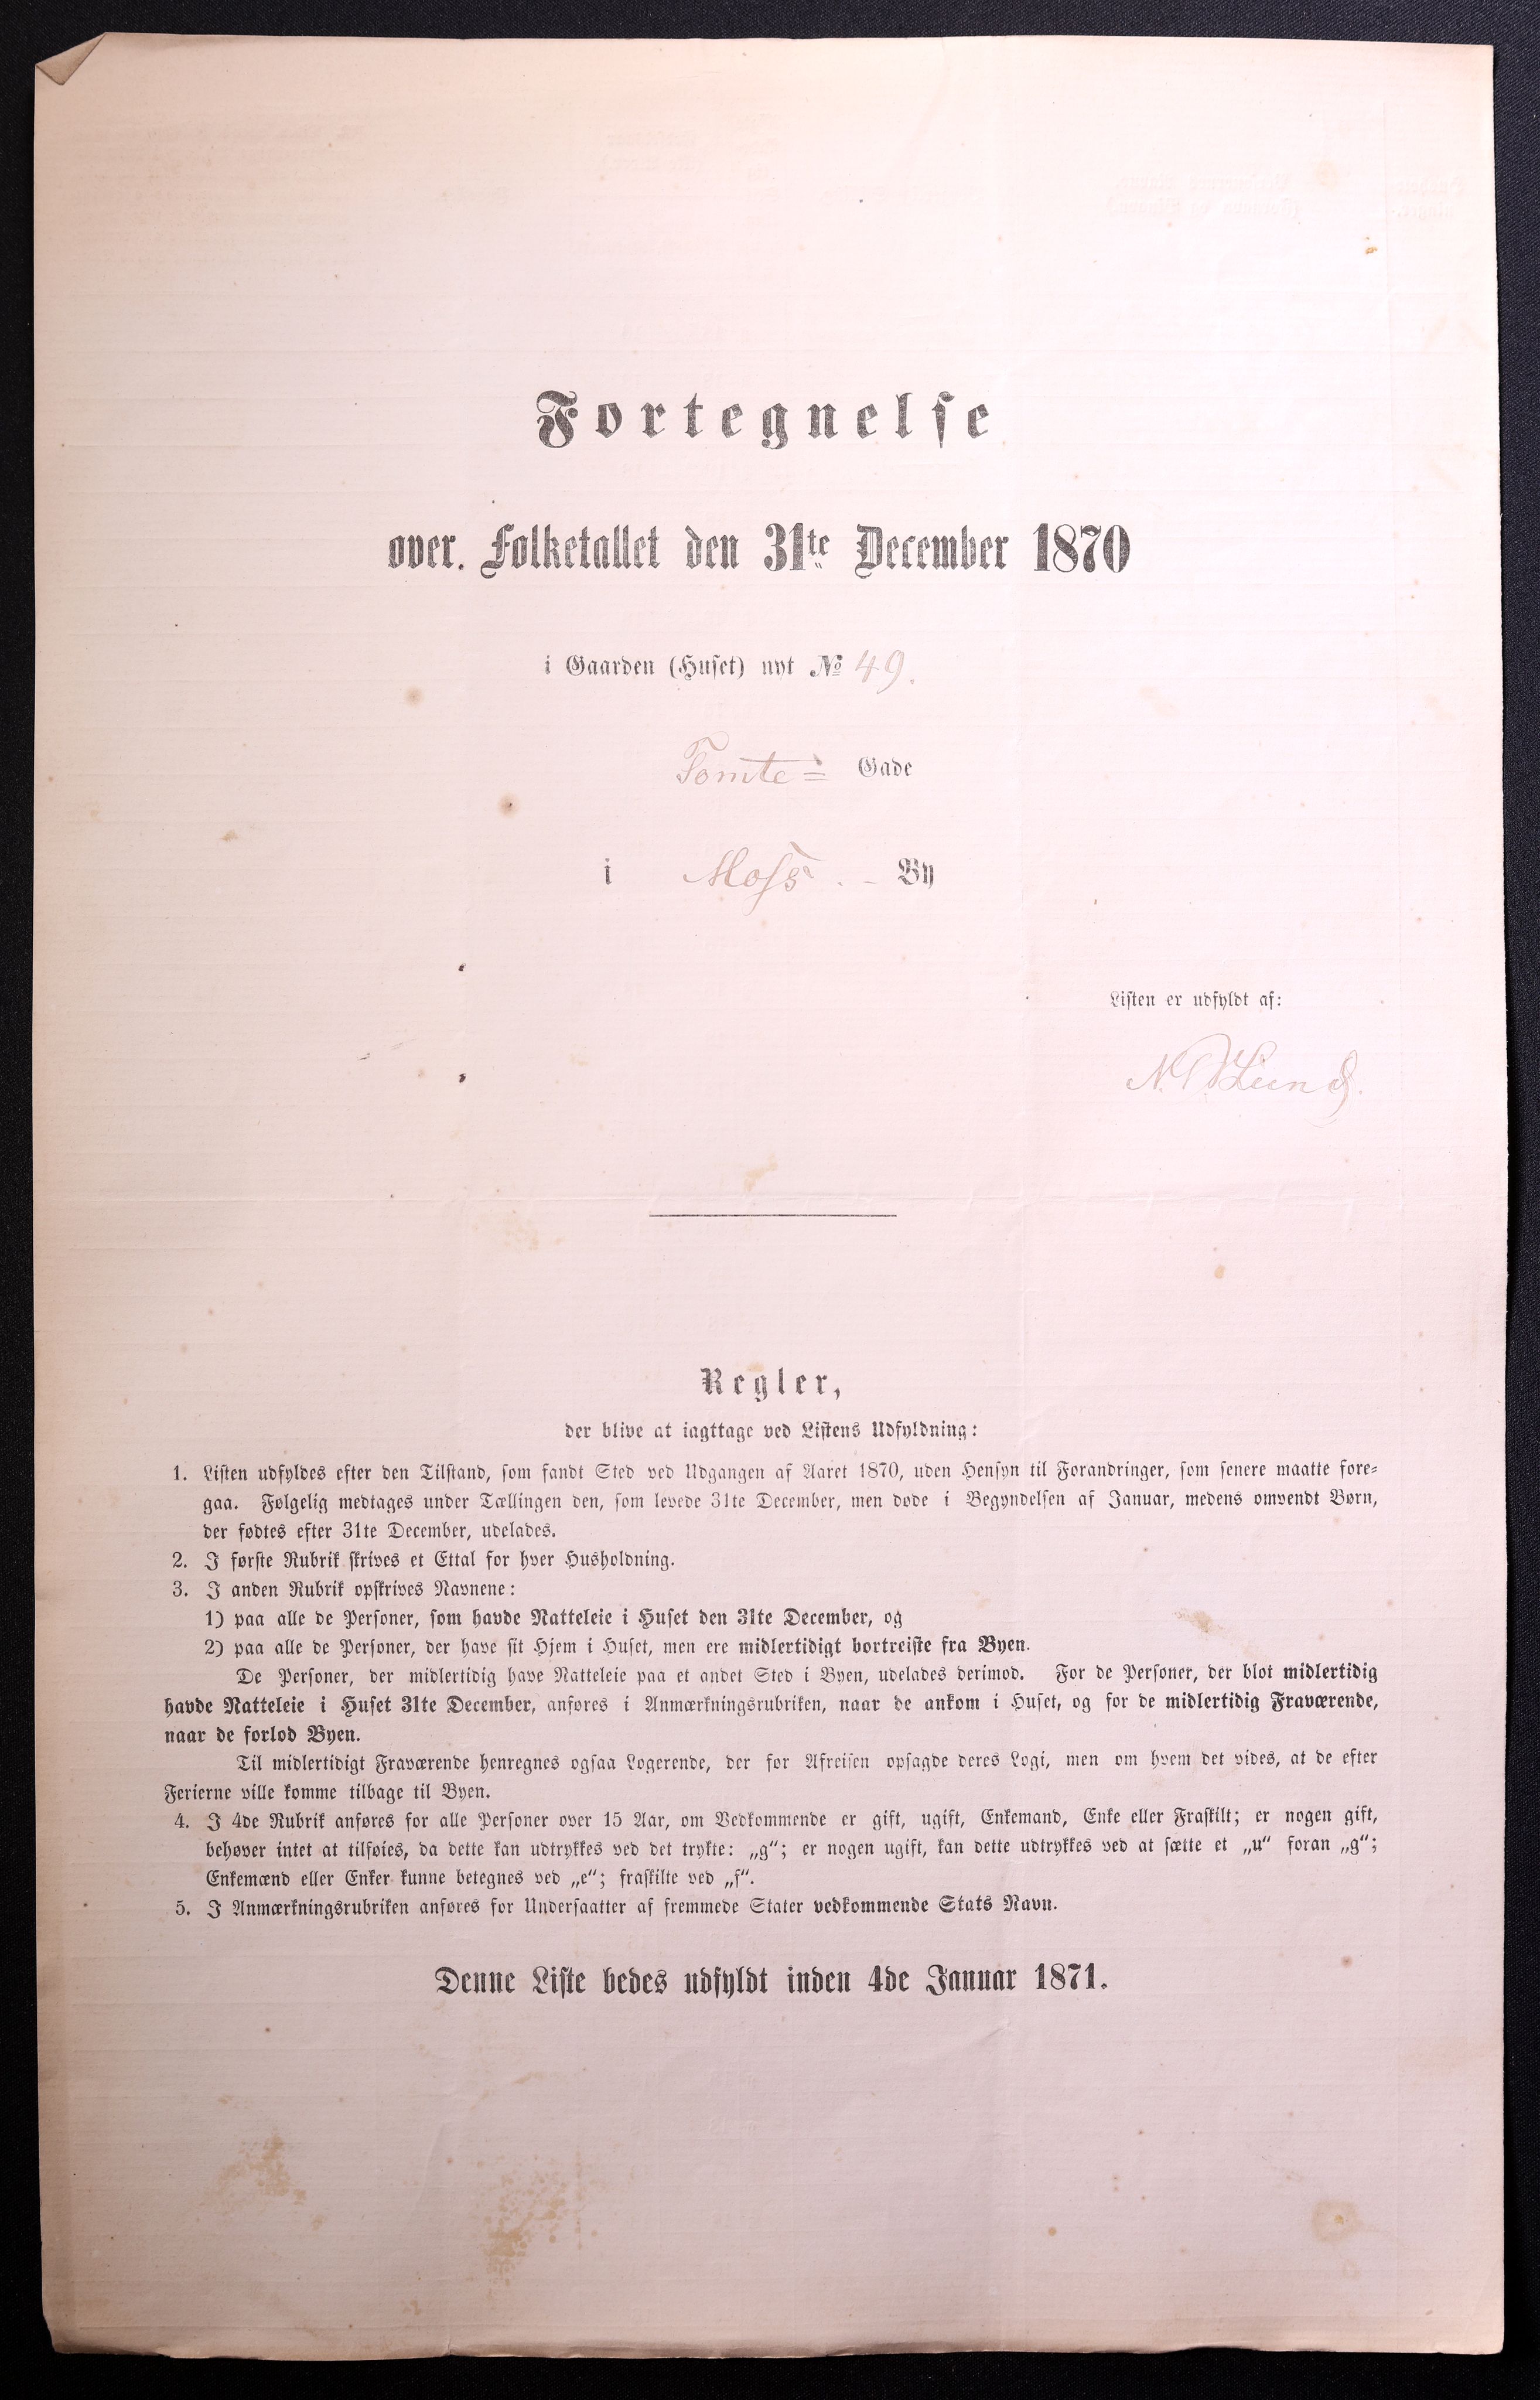 Fortegnelse
over. Folketallet den 31te December 1870
i Gaarden (Huset) nyt № 49.
Tomte= Gade
i Moss. - By
Listen er udfyldt af:
N. Lund.
Regler,
der blive at iagttage ved Listens Udfyldning:
1. Listen udfyldes efter den Tilstand, som fandt Sted ved Udgangen af Aaret 1870, uden Hensyn til Forandringer, som senere maatte fore=
gaa. Følgelig medtages under Tællingen den, som levede 31te December, men døde i Begyndelsen af Januar, medens omvendt Børn,
der fødtes efter 31te December, udelades.
2. I første Rubrik skrives et Ettal for hver Husholdning.
3. I anden Rubrik opskrives Navnene:
1) paa alle de Personer, som havde Natteleie i Huset den 31te December, og
2) paa alle de Personer, der have sit Hjem i Huset, men ere midlertidigt bortreiste fra Byen.
De Personer, der midlertidig have Natteleie paa et andet Sted i Byen, udelades derimod. For de Personer, der blot midlertidig
havde Natteleie i Huset 31te December, anføres i Anmærkningsrubriken, naar de ankom i Huset, og for de midlertidig Fraværende,
naar de forlod Byen.
Til midlertidigt Fraværende henregnes ogsaa Logerende, der før Afreisen opsagde deres Logi, men om hvem det vides, at de efter
Ferierne ville komme tilbage til Byen.
4. I 4de Rubrik anføres for alle Personer over 15 Aar, om Vedkommende er gift, ugift, Enkemand, Enke eller Fraskilt; er nogen gift,
behøver intet at tilføies, da dette kan udtrykkes ved det trykte: „g“; er nogen ugift, kan dette udtrykkes ved at sætte et „u“ foran „g“;
Enkemænd eller Enker kunne betegnes ved „e“; fraskilte ved „f“.
5. I Anmærkningsrubriken anføres for Undersaatter af fremmede Stater vedkommende Stats Navn.
Denne Liste bedes udfyldt inden 4de Januar 1871.